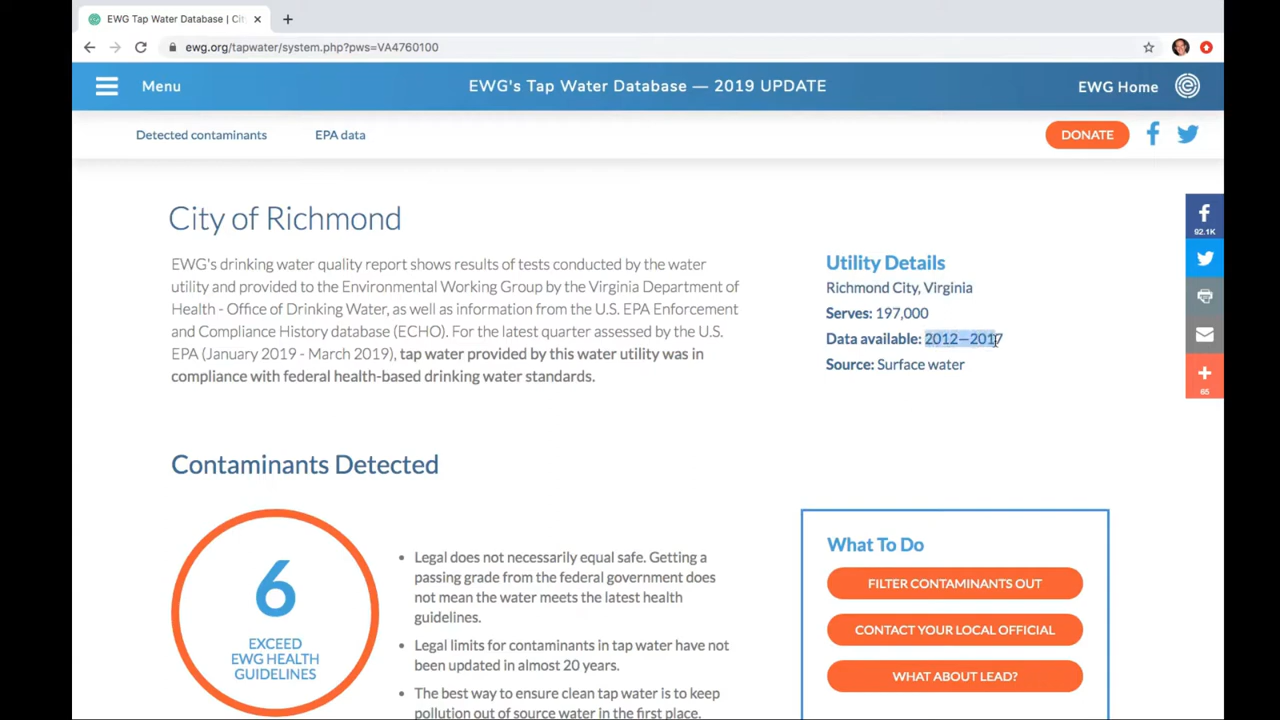 EWG Tap Water Database | Cit
ewg.org/tapwater/system.php?pws=VA4760100
Menu
EWG's Tap Water Database — 2019 UPDATE
EWG Home
Detected contaminants
EPA data
DONATE
City of Richmond
EWG's drinking water quality report shows results of tests conducted by the water
utility and provided to the Environmental Working Group by the Virginia Department of
Health - Office of Drinking Water, as well as information from the U.S. EPA Enforcement
and Compliance History database (ECHO). For the latest quarter assessed by the U.S.
EPA (January 2019 - March 2019), tap water provided by this water utility was in
compliance with federal health-based drinking water standards.
Utility Details
Richmond City, Virginia
Serves: 197,000
Data available: 2012—2017
Source: Surface water
92.1K
65
Contaminants Detected
6
EXCEED
EWG HEALTH
GUIDELINES
• Legal does not necessarily equal safe. Getting a
passing grade from the federal government does
not mean the water meets the latest health
guidelines.
• Legal limits for contaminants in tap water have not
been updated in almost 20 years.
• The best way to ensure clean tap water is to keep
pollution out of source water in the first place.
What To Do
FILTER CONTAMINANTS OUT
CONTACT YOUR LOCAL OFFICIAL
WHAT ABOUT LEAD?